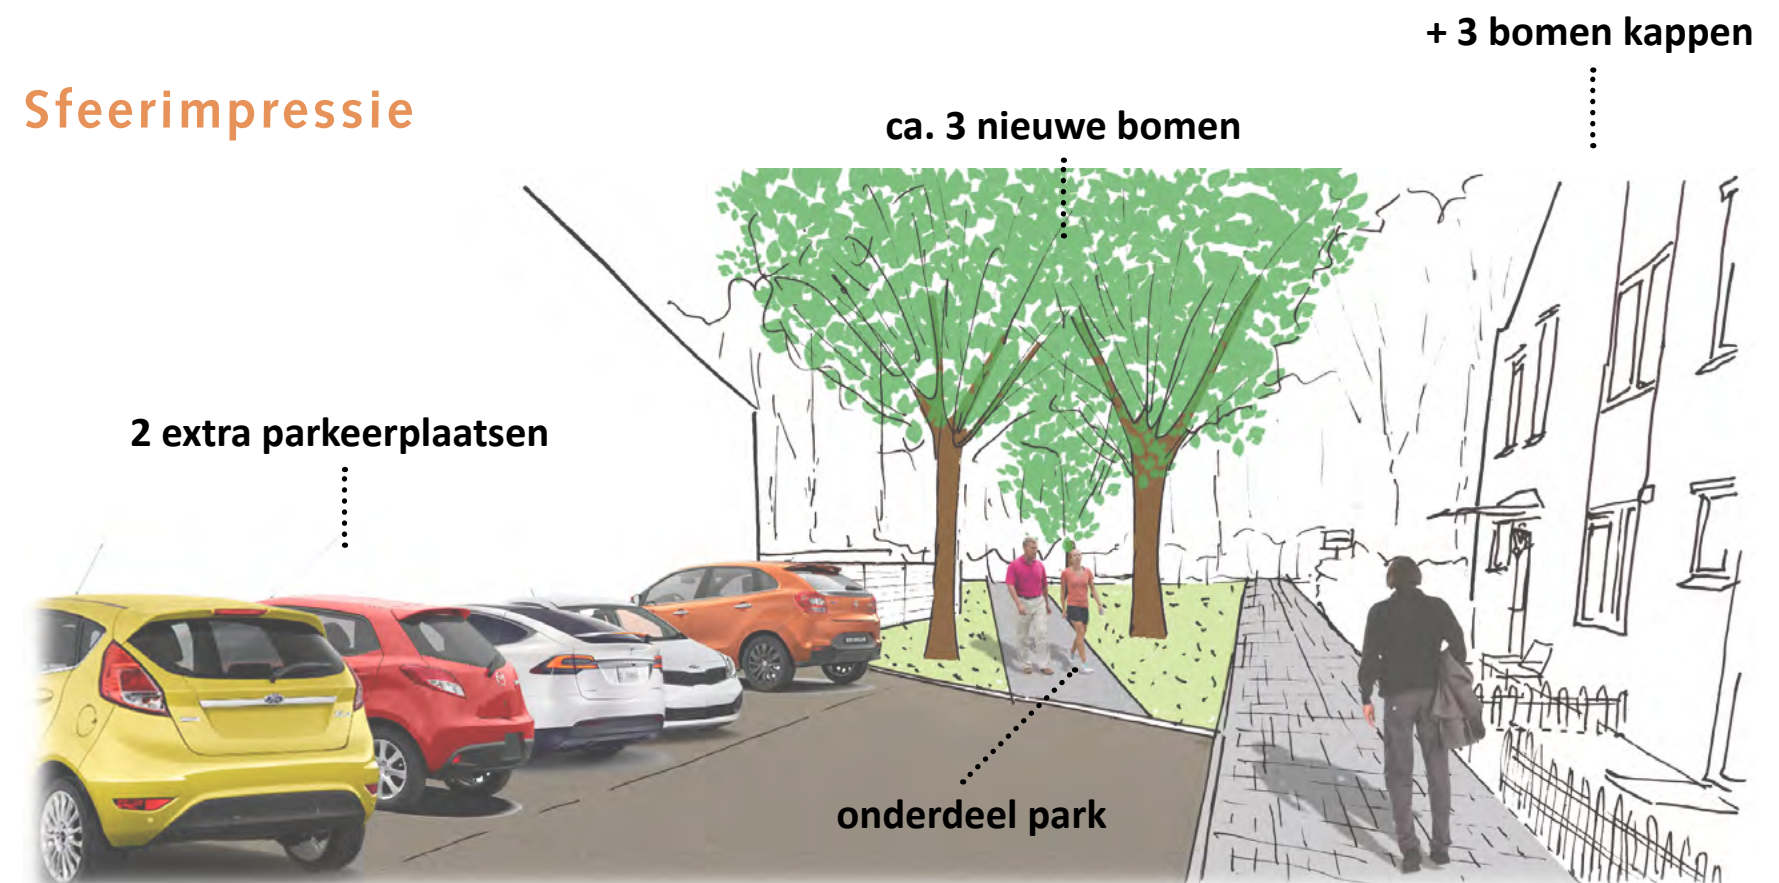 + 3 bomen kappen
Sfeerimpressie
ca. 3 nieuwe bomen
2 extra parkeerplaatsen
onderdeel park